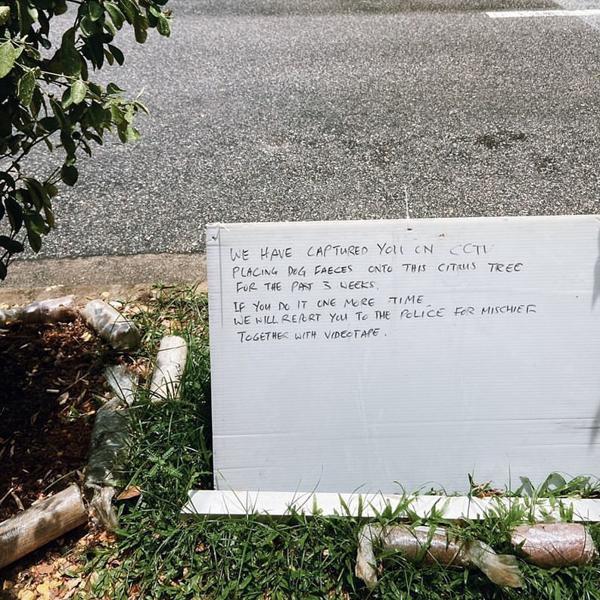 WE HAVE CAPTURED YOU ON CCTV
PLACING DOG FAECES ONTO THIS CITRUS TREE
FOR THE PAST 3 WEEKS.
IF YOU DO IT ONE MORE TIME
WE WILL REPORT YOU TO THE POLICE FOR MISCHIEF
TOGETHER WITH VIDEOTAPE.